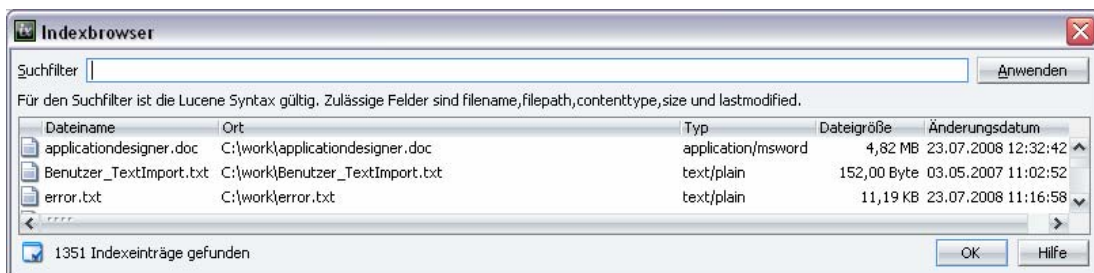 Indexbrowser
Suchfilter Anwenden
Für den Suchfilter ist die Lucene Syntax gültig. Zulässige Felder sind filename,filepath,contenttype,size und lastmodified.
Dateiname Ort Typ Dateigröße Änderungsdatum
applicationdesigner.doc C:\work\applicationdesigner.doc application/msword 4,82 MB 23.07.2008 12:32:42
Benutzer_TextImport.txt C:\work\Benutzer_TextImport.txt text/plain 152,00 Byte 03.05.2007 11:02:52
error.txt C:\work\error.txt text/plain 11,19 KB 23.07.2008 11:16:58
1351 Indexeinträge gefunden OK Hilfe